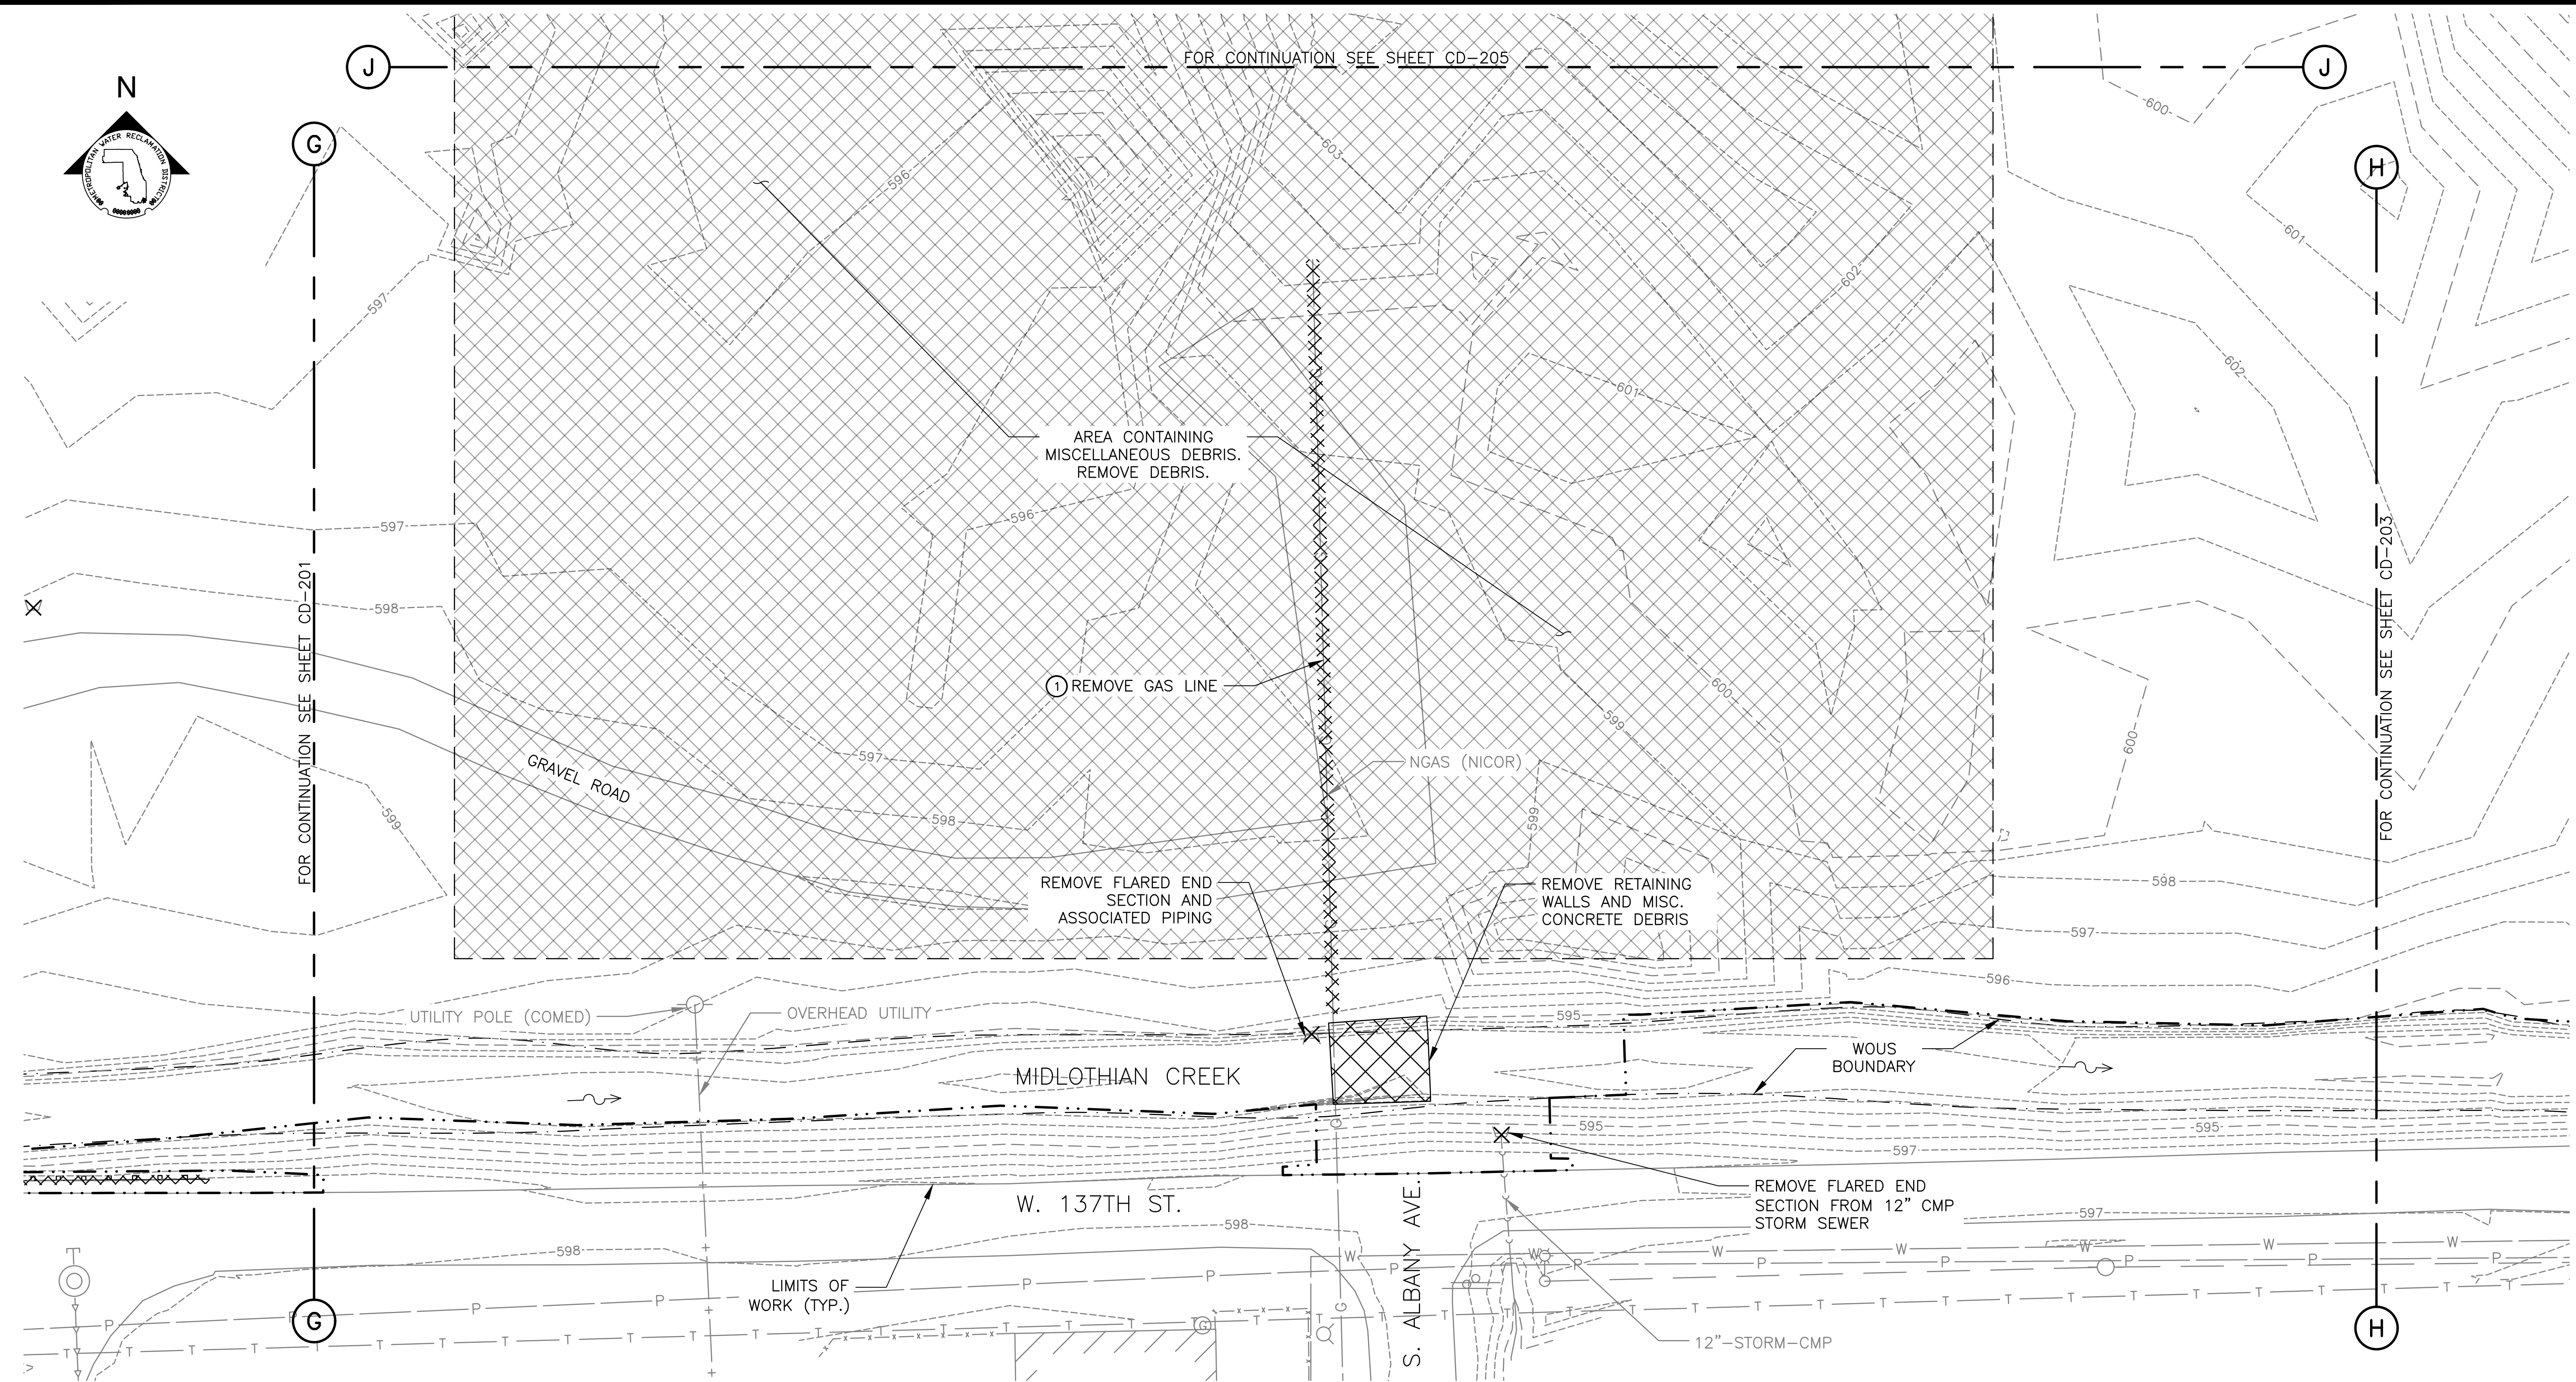 FOR CONTINUATION SEE SHEET CD-205
J
J
N
METROPOLITAN WATER RECLAMATION DISTRICT
G
H
600
603
596
601
597
602
602
601
AREA CONTAINING
MISCELLANEOUS DEBRIS.
REMOVE DEBRIS.
597
596
FOR CONTINUATION SEE SHEET CD-201
FOR CONTINUATION SEE SHEET CD-203
598
1 REMOVE GAS LINE
600
599
600
597
NGAS (NICOR)
GRAVEL ROAD
599
598
599
REMOVE FLARED END
SECTION AND
ASSOCIATED PIPING
REMOVE RETAINING
WALLS AND MISC.
CONCRETE DEBRIS
598
597
596
UTILITY POLE (COMED)
OVERHEAD UTILITY
595
WOUS
BOUNDARY
MIDLOTHIAN CREEK
595
595
597
REMOVE FLARED END
SECTION FROM 12" CMP
STORM SEWER
W. 137TH ST.
S. ALBANY AVE.
598
597
598
LIMITS OF
WORK (TYP.)
12"-STORM-CMP
G
H